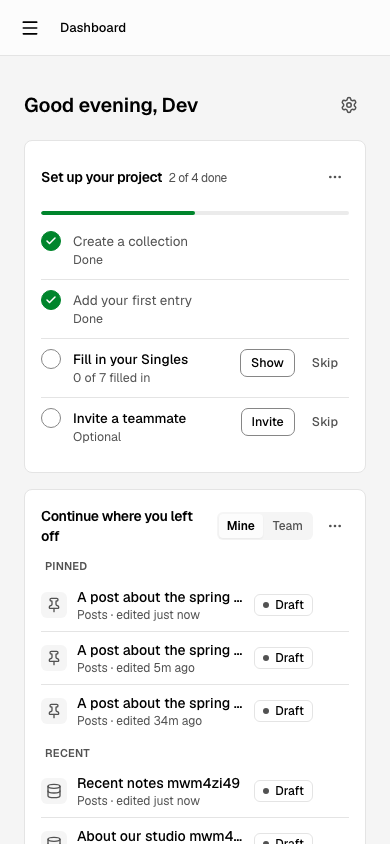 Dashboard
Good evening, Dev
Set up your project 2 of 4 done
Create a collection
Done
Add your first entry
Done
Fill in your Singles
0 of 7 filled in
Show
Skip
Invite a teammate
Optional
Invite
Skip
Continue where you left
off
Mine
Team
PINNED
A post about the spring ...
Posts · edited just now
Draft
A post about the spring ...
Posts · edited 5m ago
Draft
A post about the spring ...
Posts · edited 34m ago
Draft
RECENT
Recent notes mwm4zi49
Posts · edited just now
Draft
About our studio mwm4...
Draft